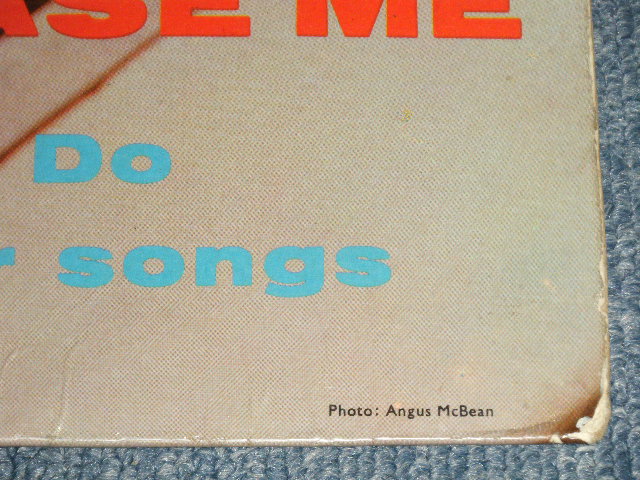 ASE ME
Do
r songs
Photo: Angus McBean